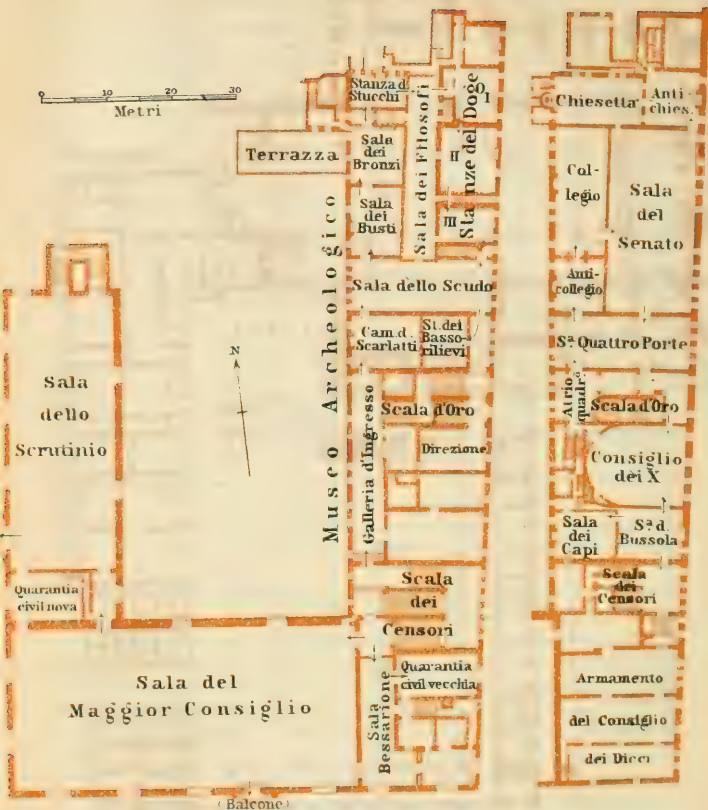 0 10 20 30
Metri
Terrazza
Stanza d.
Stucchi
Sala
dei
Bronzi
Sala
dei
Busti
Sala dei Filosofi
Stanze del Doge
I
II
III
Sala dello Scudo
Cam. d.
Scarlatti
St. dei
Basso-
rilievi
Scala d'Oro
Direzione
Galleria d'Ingresso
Museo Archeologico
N
Sala
dello
Scrutinio
Quarantia
civil nova
Scala
dei
Censori
Quarantia
civil vecchia
Sala
Bessarione
Sala del
Maggior Consiglio
(Balcone)
Chiesetta
Anti-
chies.
Col-
legio
Sala
del
Senato
Anti-
collegio
Sª Quattro Porte
Atrio
quadrº
Scala d'Oro
Consiglio
dei X
Sala
dei
Capi
Sª d.
Bussola
Scala
dei
Censori
Armamento
del Consiglio
dei Dieci